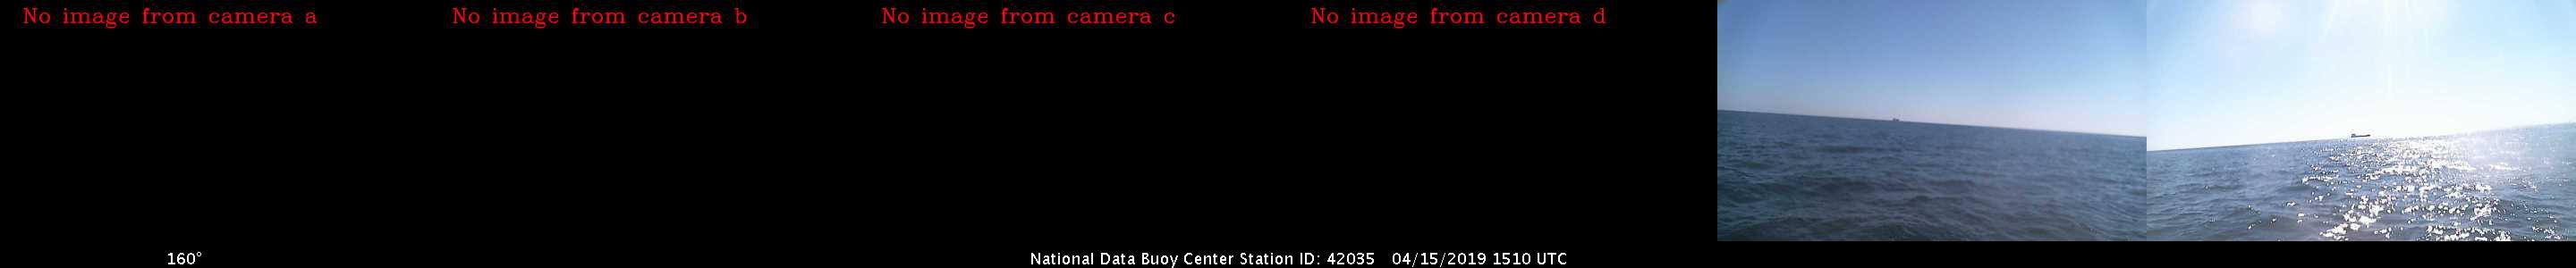 No image from camera a
No image from camera b
No image from camera c
No image from camera d
160°
National Data Buoy Center Station ID: 42035 04/15/2019 1510 UTC